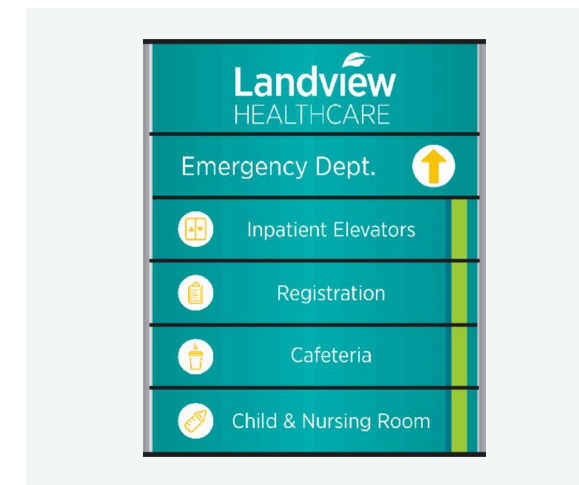 Landview
HEALTHCARE
Emergency Dept.
Inpatient Elevators
Registration
Cafeteria
Child & Nursing Room